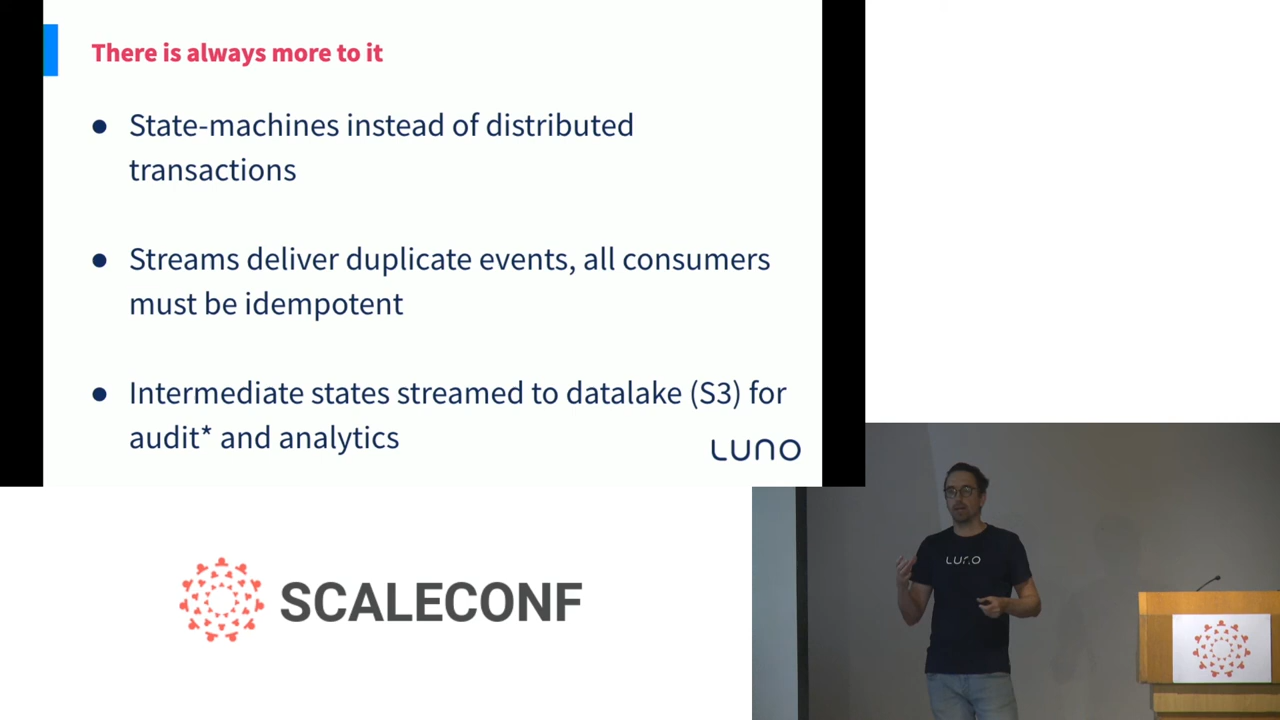 There is always more to it
● State-machines instead of distributed
transactions
● Streams deliver duplicate events, all consumers
must be idempotent
● Intermediate states streamed to datalake (S3) for
audit* and analytics
LUNO
SCALECONF
LUNO